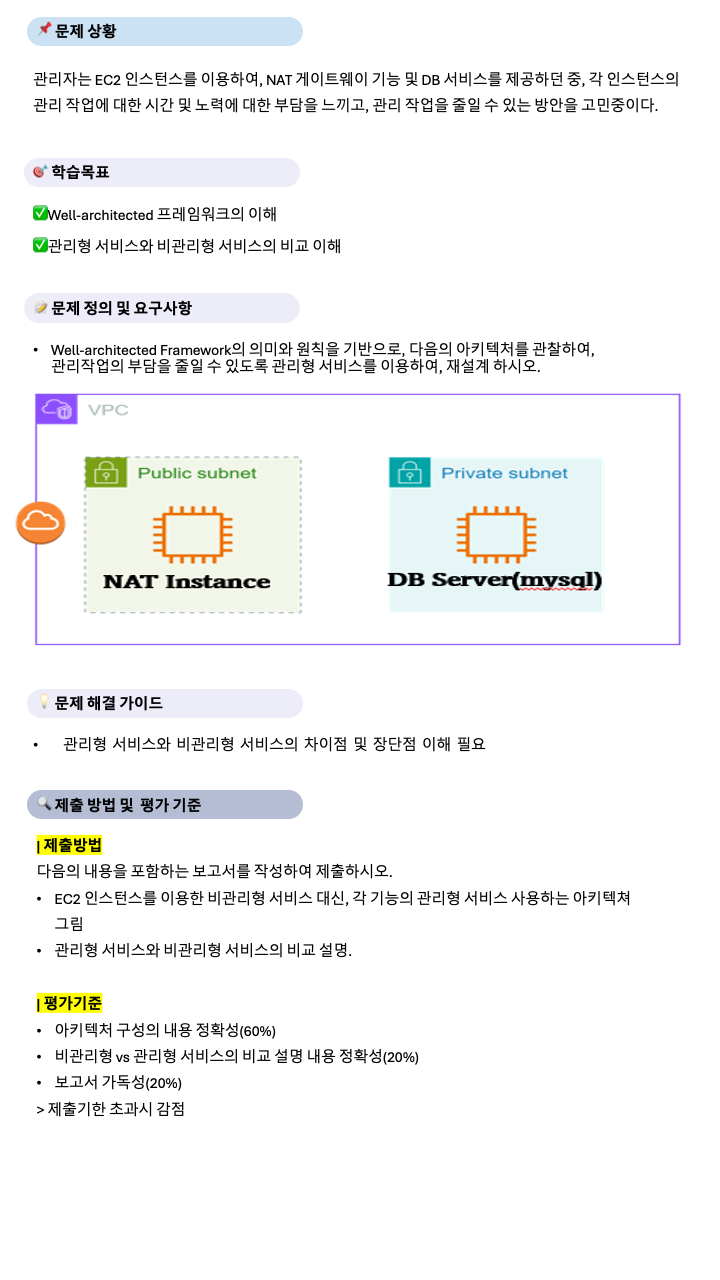 📌 문제 상황
관리자는 EC2 인스턴스를 이용하여, NAT 게이트웨이 기능 및 DB 서비스를 제공하던 중, 각 인스턴스의
관리 작업에 대한 시간 및 노력에 대한 부담을 느끼고, 관리 작업을 줄일 수 있는 방안을 고민중이다.
🎯 학습목표
✅Well-architected 프레임워크의 이해
✅관리형 서비스와 비관리형 서비스의 비교 이해
📝 문제 정의 및 요구사항
• Well-architected Framework의 의미와 원칙을 기반으로, 다음의 아키텍처를 관찰하여,
관리작업의 부담을 줄일 수 있도록 관리형 서비스를 이용하여, 재설계 하시오.
VPC
Public subnet
NAT Instance
Private subnet
DB Server(mysql)
💡 문제 해결 가이드
• 관리형 서비스와 비관리형 서비스의 차이점 및 장단점 이해 필요
🔍 제출 방법 및 평가 기준
| 제출방법
다음의 내용을 포함하는 보고서를 작성하여 제출하시오.
• EC2 인스턴스를 이용한 비관리형 서비스 대신, 각 기능의 관리형 서비스 사용하는 아키텍쳐
그림
• 관리형 서비스와 비관리형 서비스의 비교 설명.
| 평가기준
• 아키텍처 구성의 내용 정확성(60%)
• 비관리형 vs 관리형 서비스의 비교 설명 내용 정확성(20%)
• 보고서 가독성(20%)
> 제출기한 초과시 감점